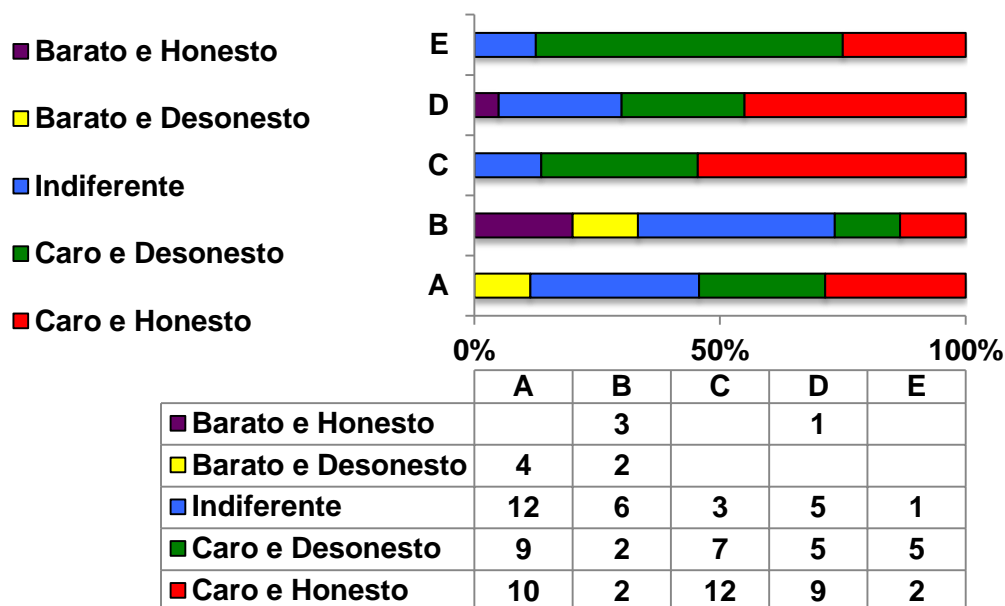 Barato e Honesto
Barato e Desonesto
Indiferente
Caro e Desonesto
Caro e Honesto
E
D
C
B
A
0% 50% 100%
A B C D E
Barato e Honesto 3 1
Barato e Desonesto 4 2
Indiferente 12 6 3 5 1
Caro e Desonesto 9 2 7 5 5
Caro e Honesto 10 2 12 9 2